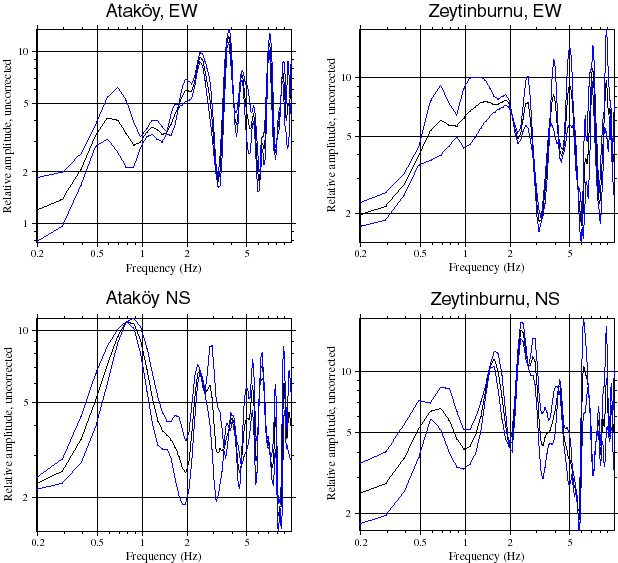 Ataköy, EW
Relative amplitude, uncorrected
10
5
2
1
0.2 0.5 1 2 5
Frequency (Hz)
Zeytinburnu, EW
Relative amplitude, uncorrected
10
5
2
0.2 0.5 1 2 5
Frequency (Hz)
Ataköy NS
Relative amplitude, uncorrected
10
5
2
0.2 0.5 1 2 5
Frequency (Hz)
Zeytinburnu, NS
Relative amplitude, uncorrected
10
5
2
0.2 0.5 1 2 5
Frequency (Hz)